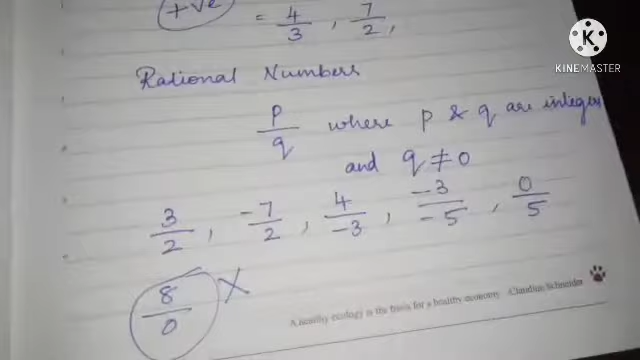 +ve
= 4/3, 7/2,
KINEMASTER
Rational Numbers
p/q where p & q are integers
and q ≠ 0
3/2, -7/2, 4/-3, -3/-5, 0/5
8/0 X
A healthy ecology is the basis for a healthy economy. Claudine Schneider